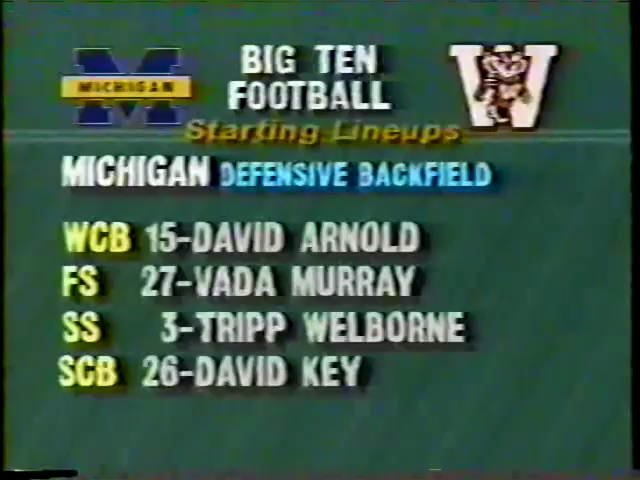 MICHIGAN
BIG TEN
FOOTBALL
W
Starting Lineups
MICHIGAN DEFENSIVE BACKFIELD
WCB 15-DAVID ARNOLD
FS 27-VADA MURRAY
SS 3-TRIPP WELBORNE
SCB 26-DAVID KEY